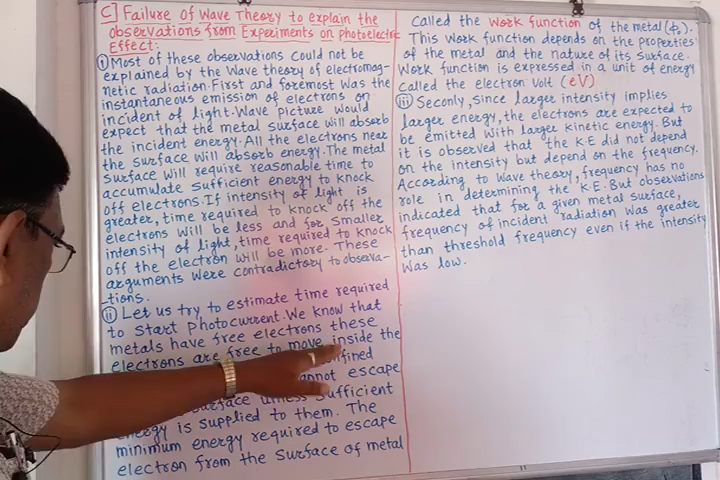 C] Failure of Wave Theory to explain the
observations from Experiments on photoelectric
Effect:
(i) Most of these observations could not be
explained by the wave theory of electromag-
netic radiation. First and foremost was the
instantaneous emission of electrons on
incident of light. Wave picture would
expect that the metal surface will absorb
the incident energy. All the electrons near
the surface will absorb energy. The metal
surface will require reasonable time to
accumulate sufficient energy to knock
off electrons. If intensity of light is
greater, time required to knock off the
electrons will be less and for smaller
intensity of light, time required to knock
off the electron will be more. These
arguments were contradictory to observa-
-tions.
(ii) Let us try to estimate time required
to start photocurrent. We know that
metals have free electrons these
electrons are free to move inside the
nfined
annot escape
surface unless sufficient
energy is supplied to them. The
minimum energy required to escape
electron from the surface of metal
called the work function of the metal (ϕ₀).
This work function depends on the properties
of the metal and the nature of its surface.
Work function is expressed in a unit of energy
called the electron volt (eV)
(iii) Seconly, since larger intensity implies
larger energy, the electrons are expected to
be emitted with larger kinetic energy. But
it is observed that the K.E did not depend
on the intensity but depend on the frequency.
According to wave theory, frequency has no
role in determining the K.E. But observations
indicated that for a given metal surface,
frequency of incident radiation was greater
than threshold frequency even if the intensity
was low.